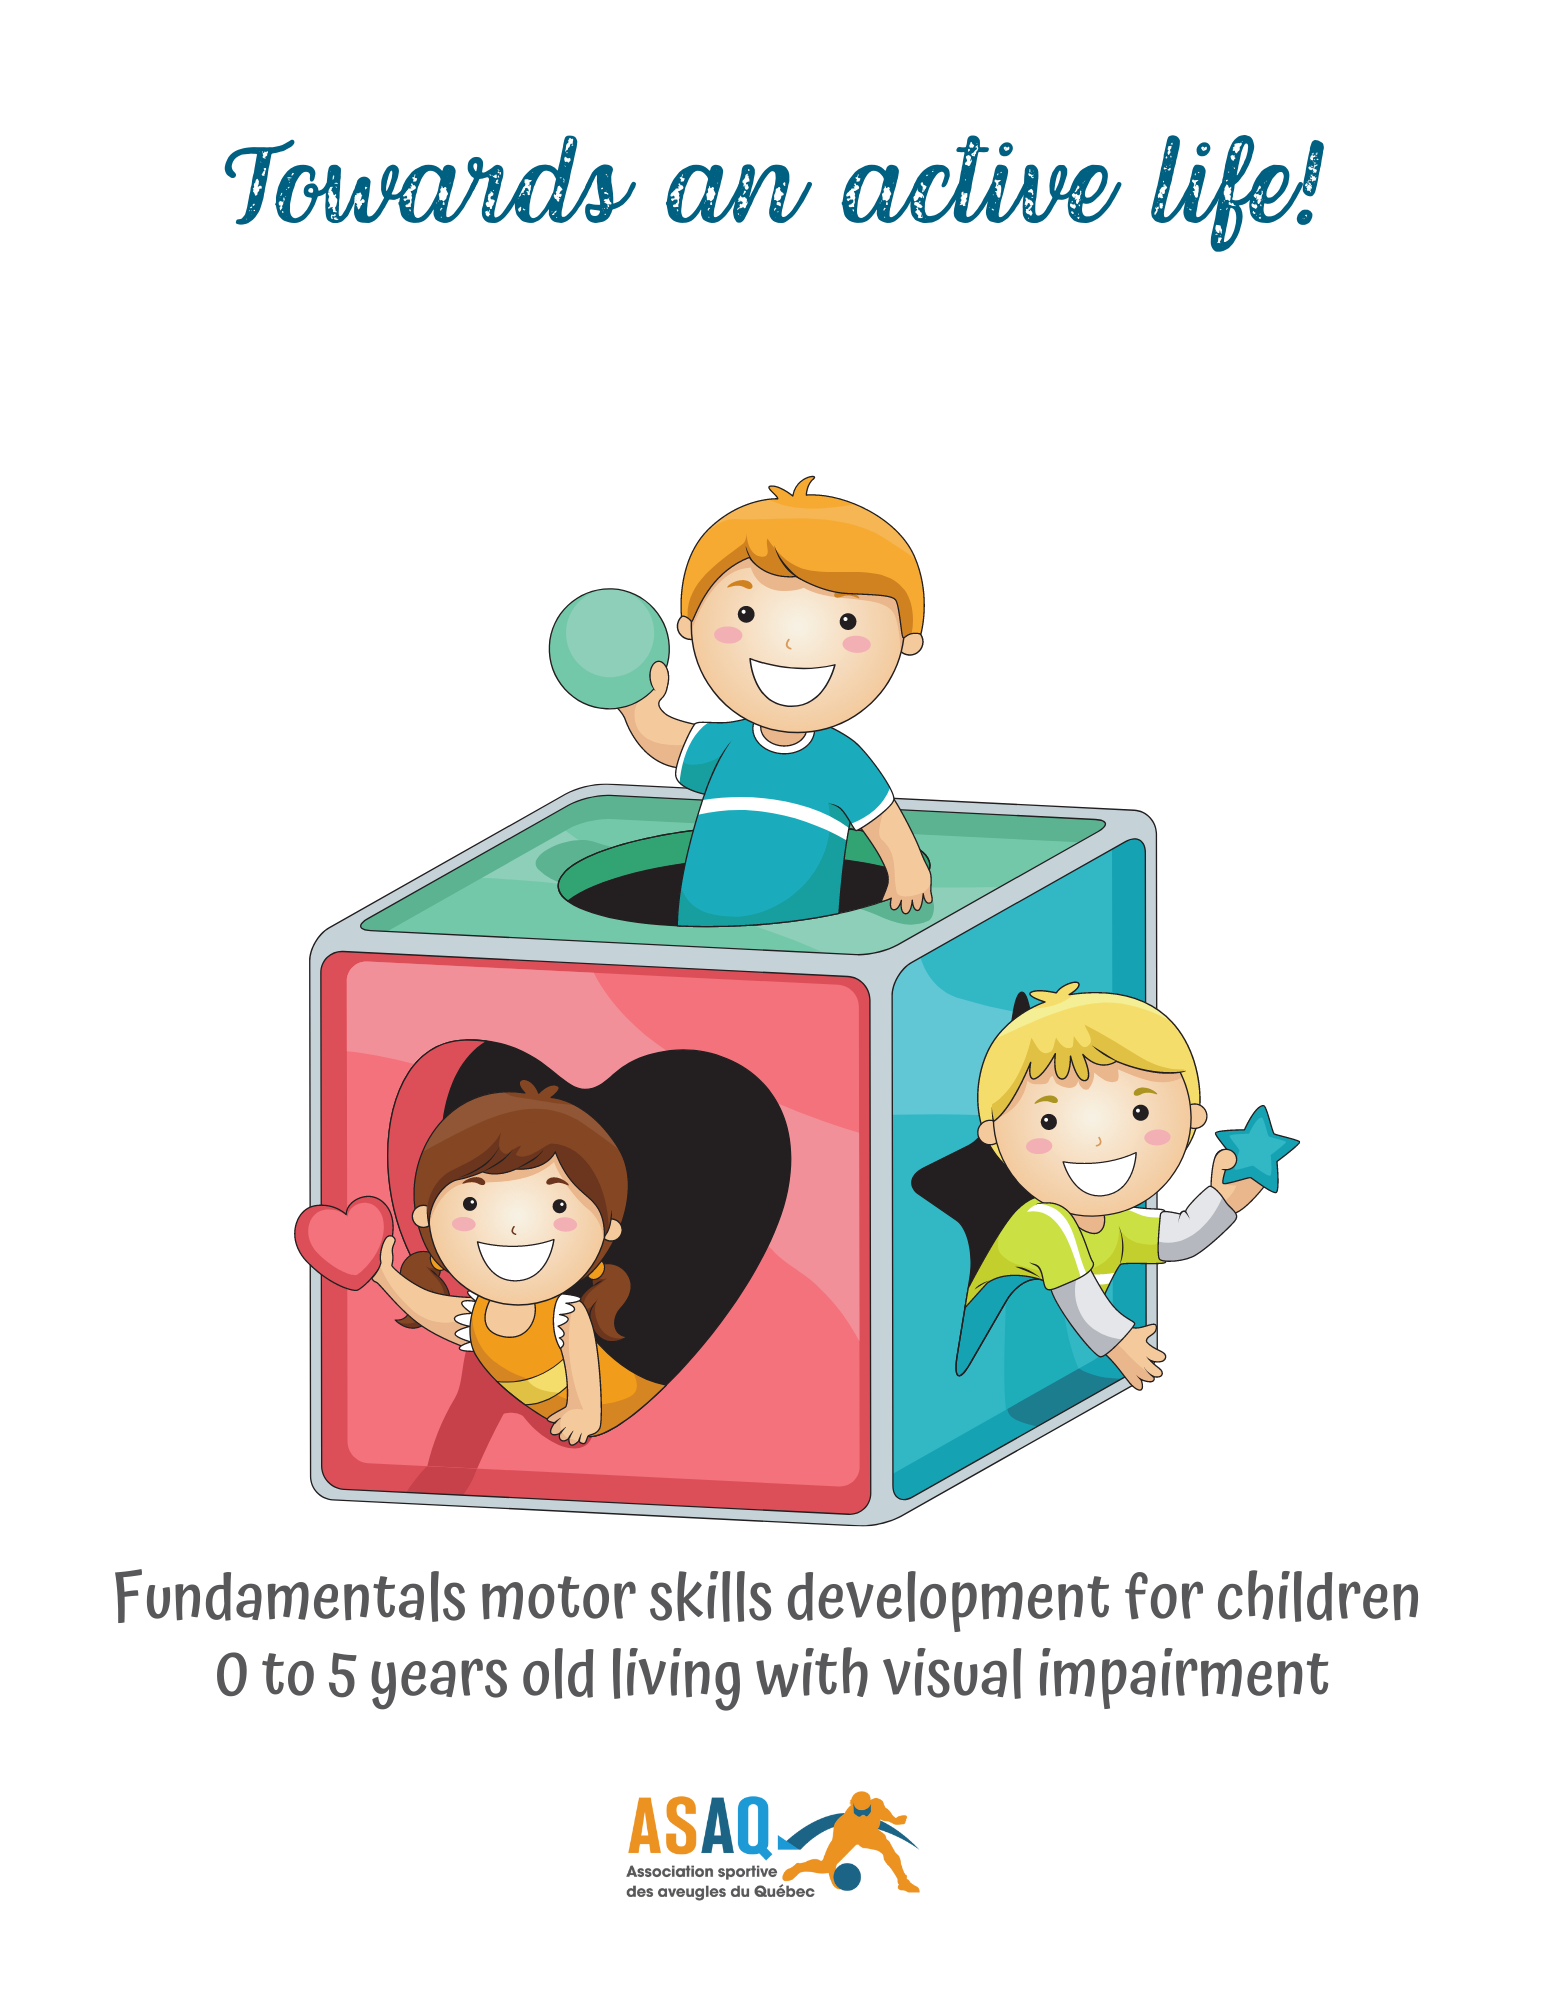 Towards an active life!
Fundamentals motor skills development for children
0 to 5 years old living with visual impairment
ASAQ
Association sportive
des aveugles du Québec